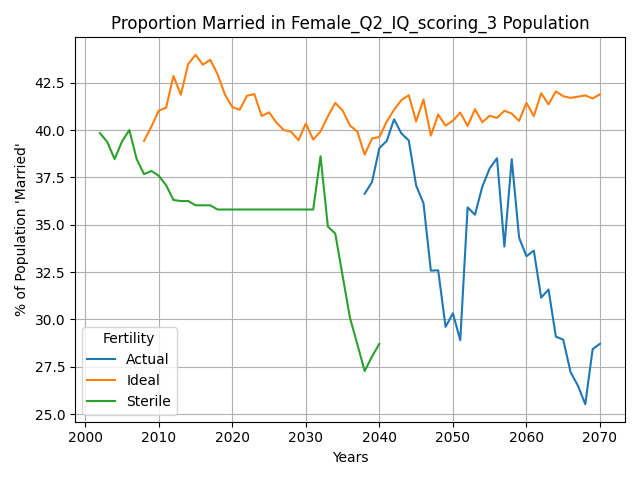 Proportion Married in Female_Q2_IQ_scoring_3 Population
% of Population 'Married'
42.5
40.0
37.5
35.0
32.5
30.0
27.5
25.0
Fertility
Actual
Ideal
Sterile
2000 2010 2020 2030 2040 2050 2060 2070
Years